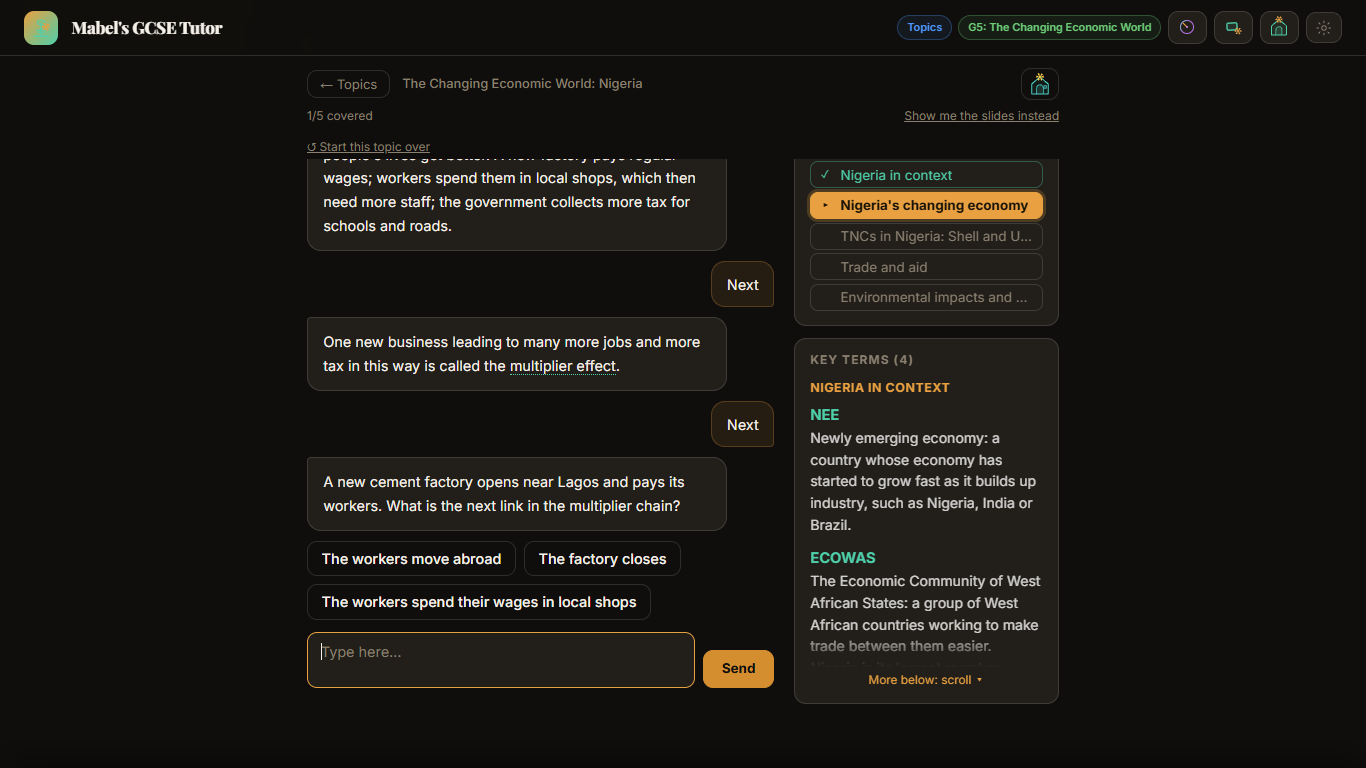 Mabel's GCSE Tutor
Topics
G5: The Changing Economic World
← Topics
The Changing Economic World: Nigeria
1/5 covered
Show me the slides instead
↺ Start this topic over
wages; workers spend them in local shops, which then
need more staff; the government collects more tax for
schools and roads.
Next
One new business leading to many more jobs and more
tax in this way is called the multiplier effect.
Next
A new cement factory opens near Lagos and pays its
workers. What is the next link in the multiplier chain?
The workers move abroad
The factory closes
The workers spend their wages in local shops
Type here...
Send
✓ Nigeria in context
▸ Nigeria's changing economy
TNCs in Nigeria: Shell and U...
Trade and aid
Environmental impacts and ...
KEY TERMS (4)
NIGERIA IN CONTEXT
NEE
Newly emerging economy: a
country whose economy has
started to grow fast as it builds up
industry, such as Nigeria, India or
Brazil.
ECOWAS
The Economic Community of West
African States: a group of West
African countries working to make
trade between them easier.
More below: scroll ▾